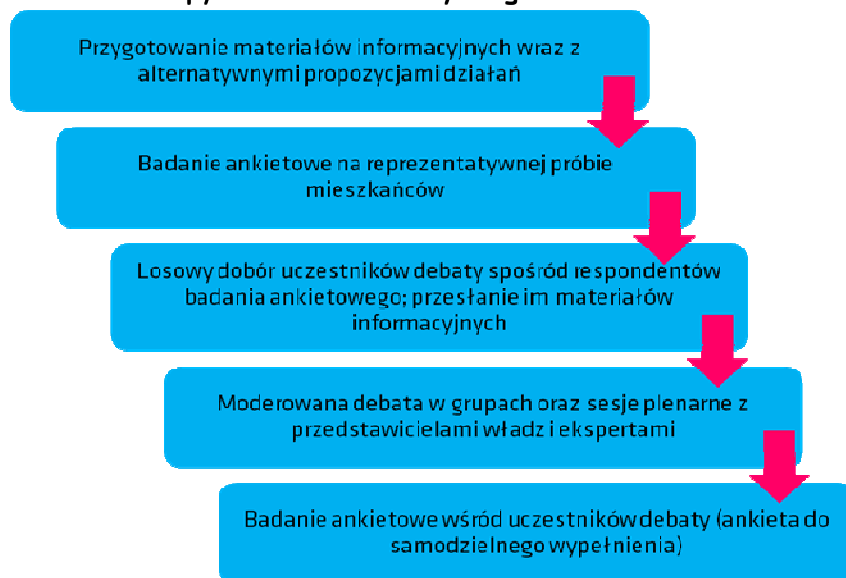 Przygotowanie materiałów informacyjnych wraz z
alternatywnymi propozycjami działań
Badanie ankietowe na reprezentatywnej próbie
mieszkańców
Losowy dobór uczestników debaty spośród respondentów
badania ankietowego; przesłanie im materiałów
informacyjnych
Moderowana debata w grupach oraz sesje plenarne z
przedstawicielami władz i ekspertami
Badanie ankietowe wśród uczestników debaty (ankieta do
samodzielnego wypełnienia)